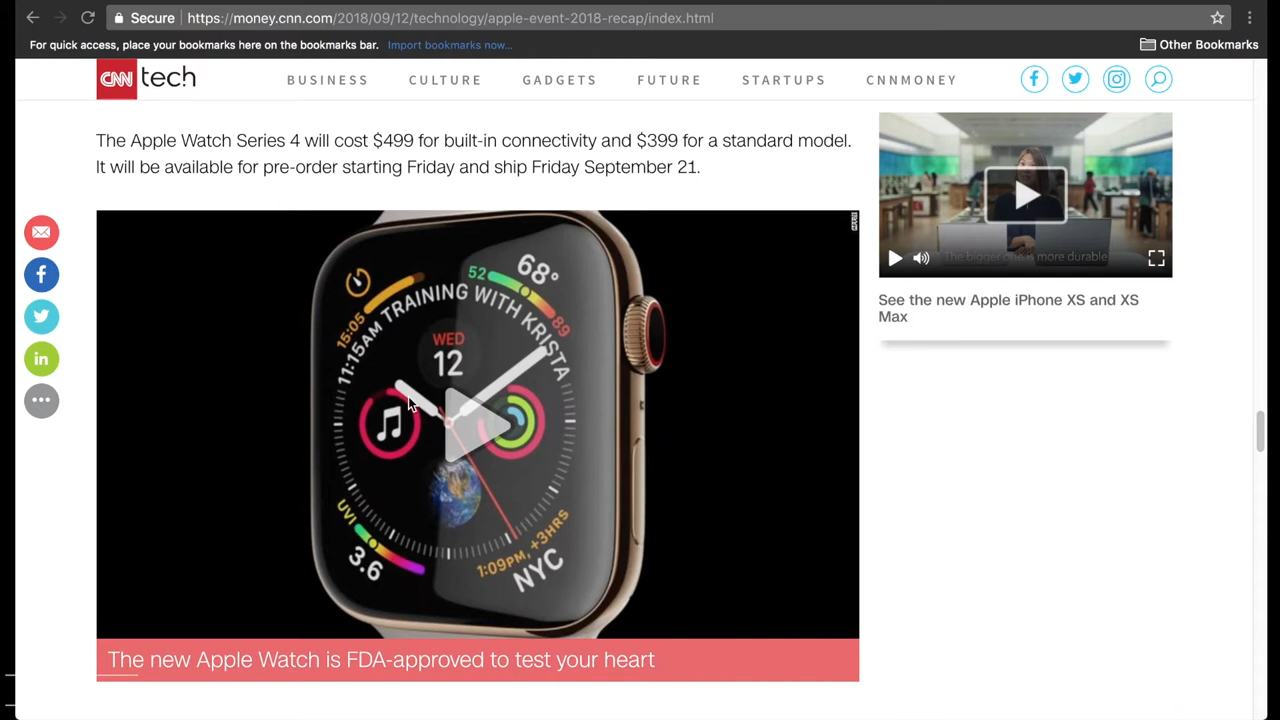 Secure
https://money.cnn.com/2018/09/12/technology/apple-event-2018-recap/index.html
For quick access, place your bookmarks here on the bookmarks bar.
Import bookmarks now...
Other Bookmarks
CNN tech
BUSINESS
CULTURE
GADGETS
FUTURE
STARTUPS
CNNMONEY
The Apple Watch Series 4 will cost $499 for built-in connectivity and $399 for a standard model.
It will be available for pre-order starting Friday and ship Friday September 21.
15:05
52
68°
89
11:15AM TRAINING WITH KRISTA
WED
12
UVI
3.6
1:09PM, +3HRS
NYC
The new Apple Watch is FDA-approved to test your heart
The bigger one is more durable
See the new Apple iPhone XS and XS
Max
in